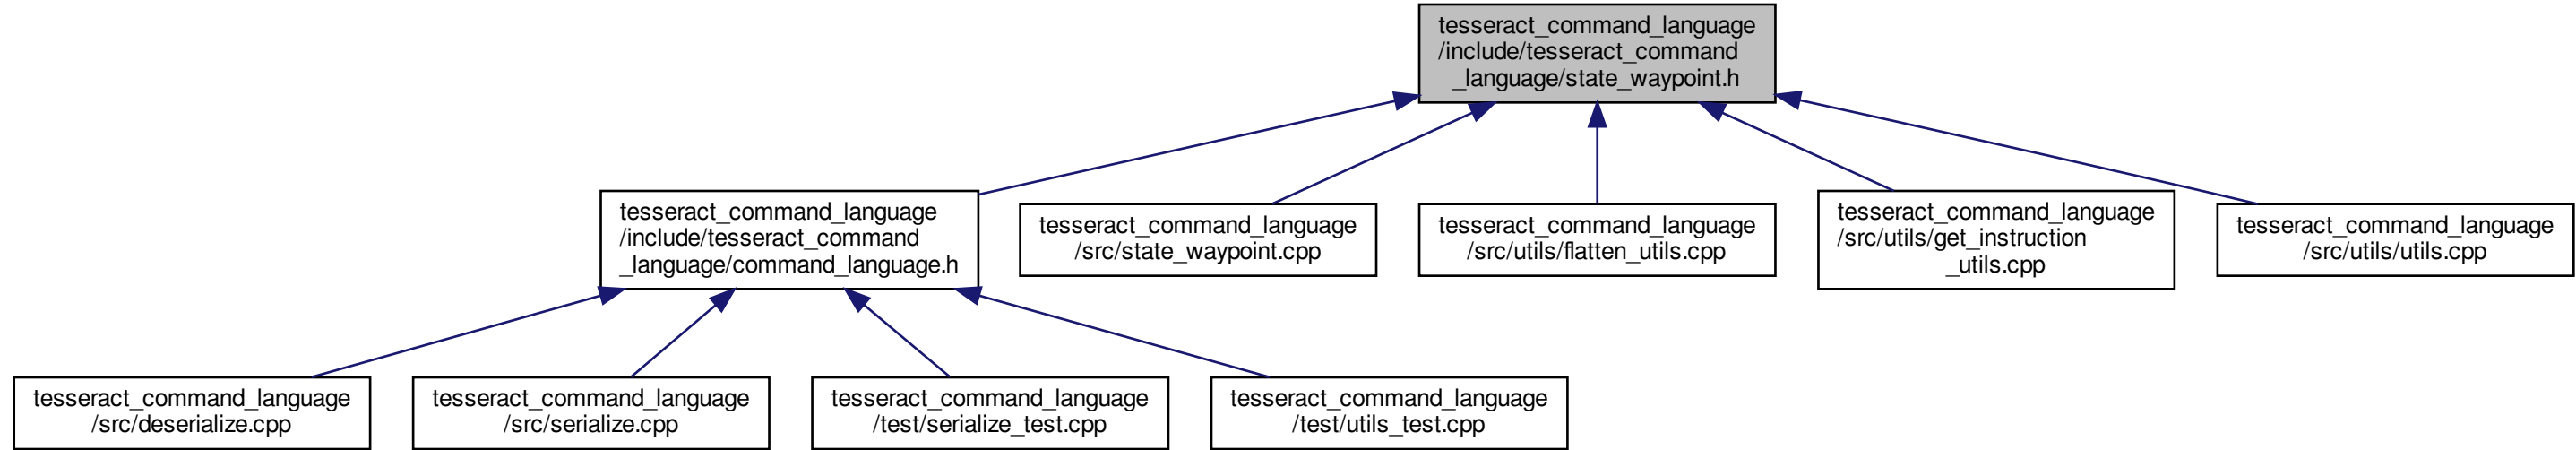 tesseract_command_language
/include/tesseract_command
_language/state_waypoint.h
tesseract_command_language
/include/tesseract_command
_language/command_language.h
tesseract_command_language
/src/state_waypoint.cpp
tesseract_command_language
/src/utils/flatten_utils.cpp
tesseract_command_language
/src/utils/get_instruction
_utils.cpp
tesseract_command_language
/src/utils/utils.cpp
tesseract_command_language
/src/deserialize.cpp
tesseract_command_language
/src/serialize.cpp
tesseract_command_language
/test/serialize_test.cpp
tesseract_command_language
/test/utils_test.cpp